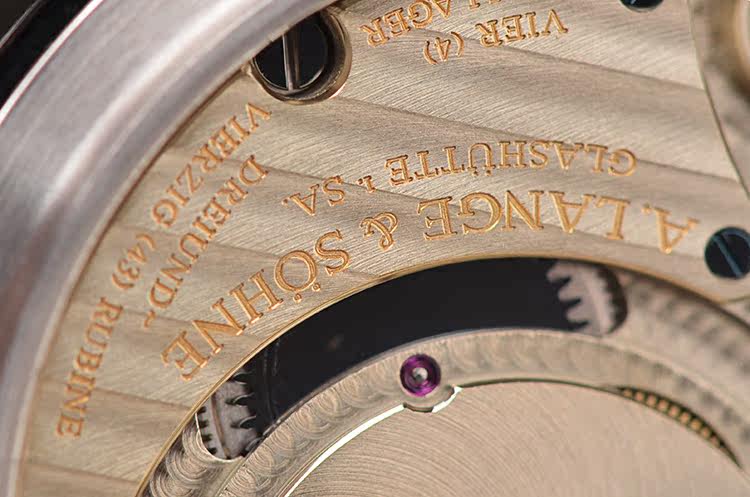 A. LANGE & SÖHNE
GLASHÜTTE I. SA.
DREIUND~
VIERZIG (43) RUBINE
VIER (4)